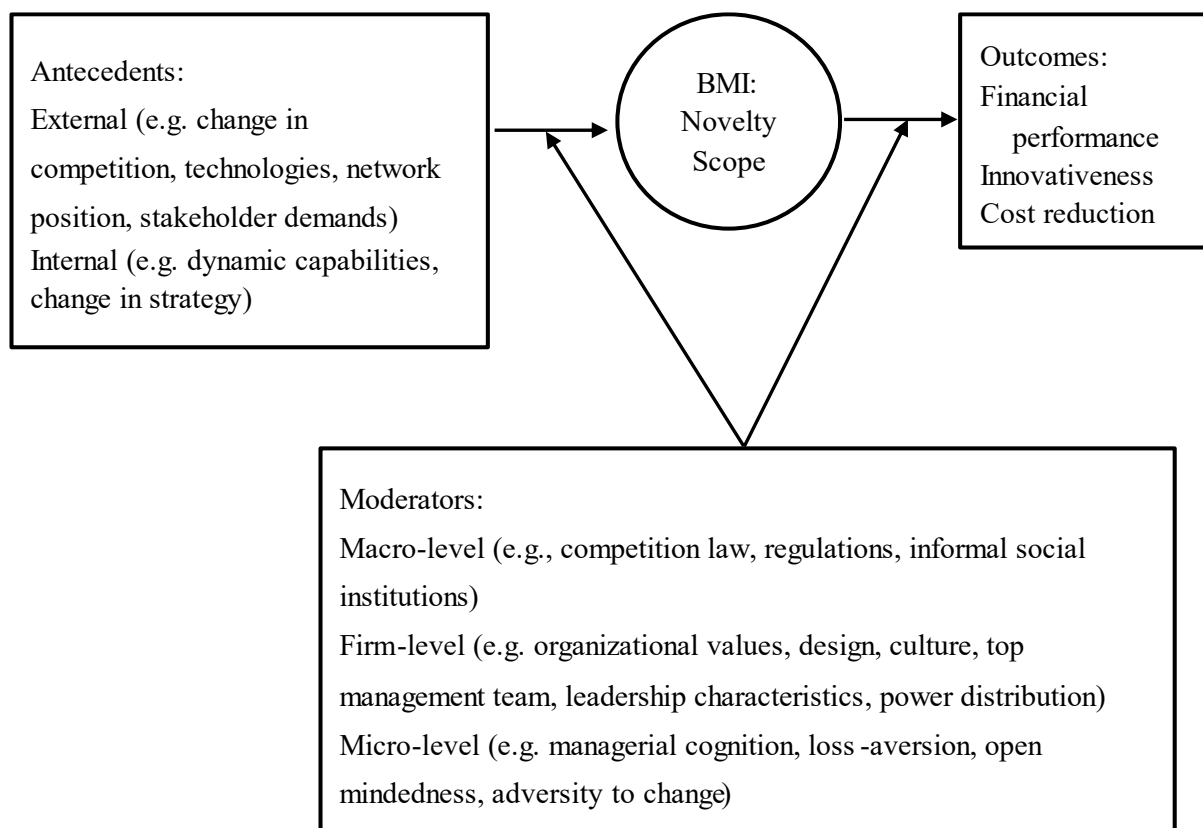 Antecedents:
External (e.g. change in
competition, technologies, network
position, stakeholder demands)
Internal (e.g. dynamic capabilities,
change in strategy)
BMI:
Novelty
Scope
Outcomes:
Financial
performance
Innovativeness
Cost reduction
Moderators:
Macro-level (e.g., competition law, regulations, informal social
institutions)
Firm-level (e.g. organizational values, design, culture, top
management team, leadership characteristics, power distribution)
Micro-level (e.g. managerial cognition, loss-aversion, open
mindedness, adversity to change)